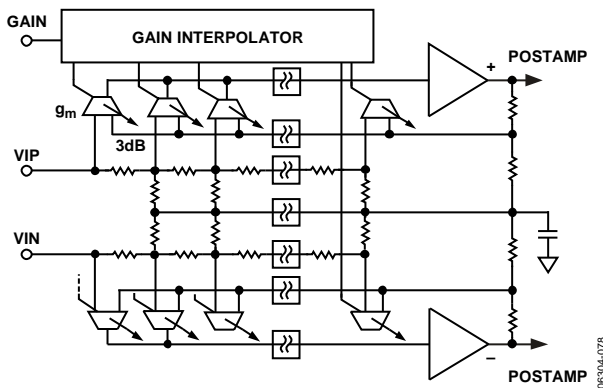 GAIN
GAIN INTERPOLATOR
+
POSTAMP
gm
3dB
VIP
VIN
–
POSTAMP
06304-078